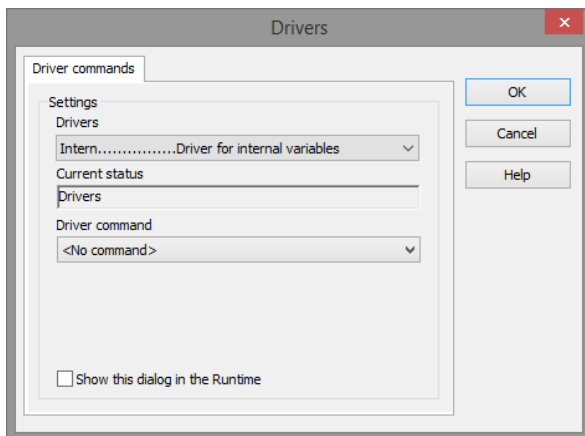 Drivers
Driver commands
Settings
Drivers
Intern................Driver for internal variables
Current status
Drivers
Driver command
<No command>
Show this dialog in the Runtime
OK
Cancel
Help